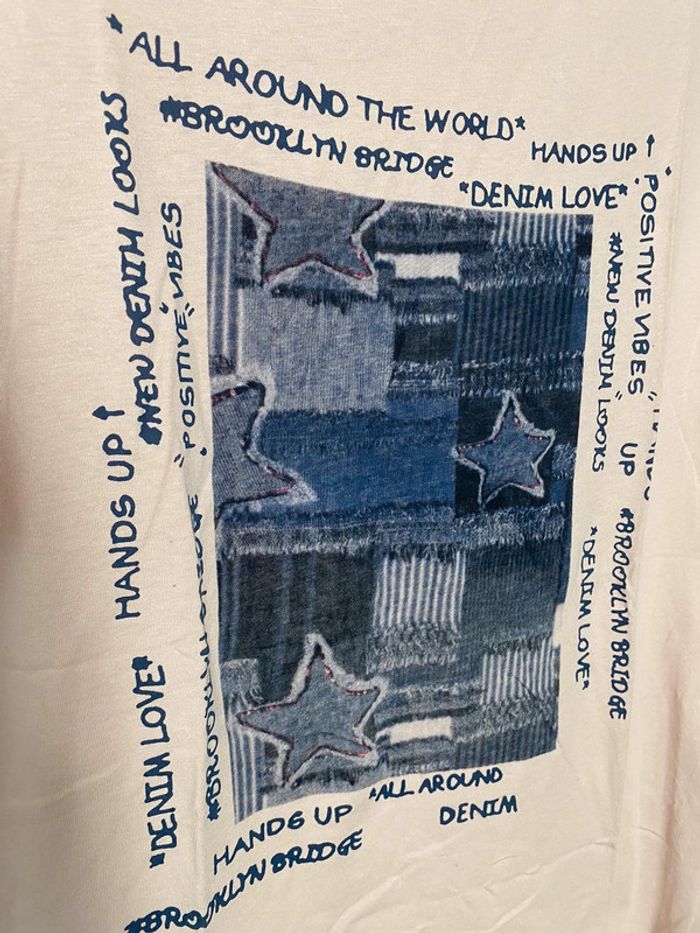 *ALL AROUND THE WORLD*
#BROOKLYN BRIDGE
HANDS UP ↑
*DENIM LOVE*
#NEW DENIM LOOKS
"POSITIVE VIBES"
HANDS UP ↑
*DENIM LOVE*
"POSITIVE VIBES"
#NEW DENIM LOOKS
UP
#BROOKLYN BRIDGE
*DENIM LOVE*
*ALL AROUND
DENIM
HANDS UP
#BROOKLYN BRIDGE